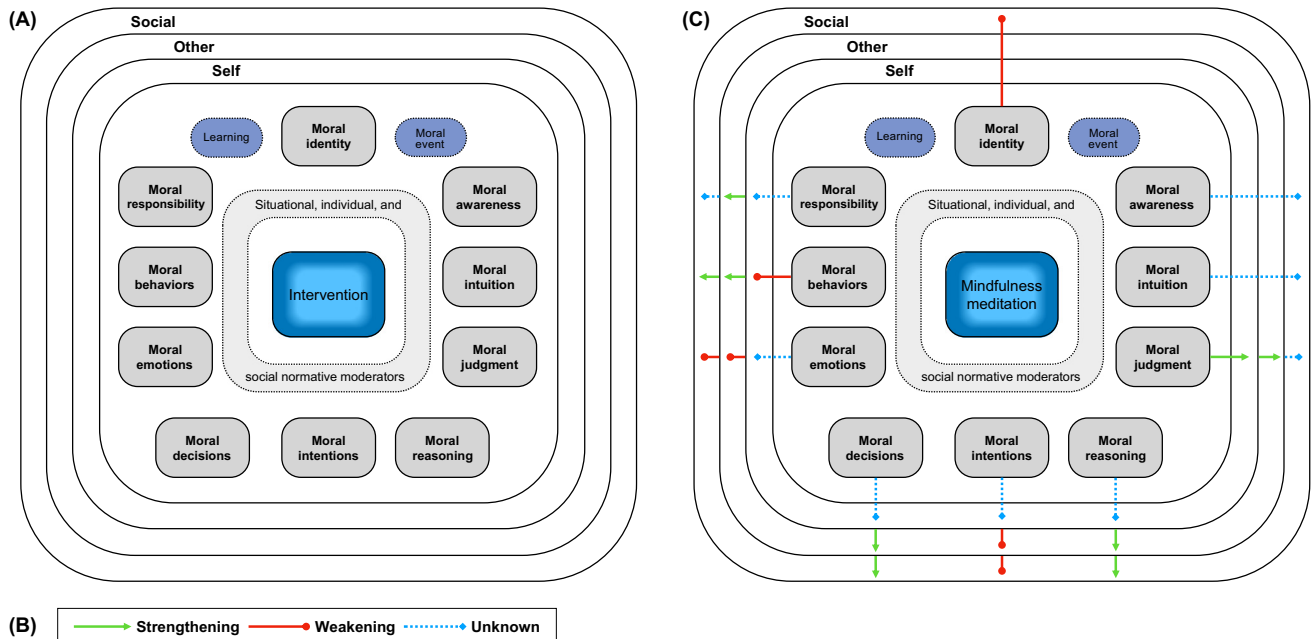 (A)
Social
Other
Self
Learning
Moral
identity
Moral
event
Moral
responsibility
Situational, individual, and
Moral
awareness
Moral
behaviors
Intervention
Moral
intuition
Moral
emotions
social normative moderators
Moral
judgment
Moral
decisions
Moral
intentions
Moral
reasoning
(C)
Social
Other
Self
Learning
Moral
identity
Moral
event
Moral
responsibility
Situational, individual, and
Moral
awareness
Moral
behaviors
Mindfulness
meditation
Moral
intuition
Moral
emotions
social normative moderators
Moral
judgment
Moral
decisions
Moral
intentions
Moral
reasoning
(B)
Strengthening
Weakening
Unknown